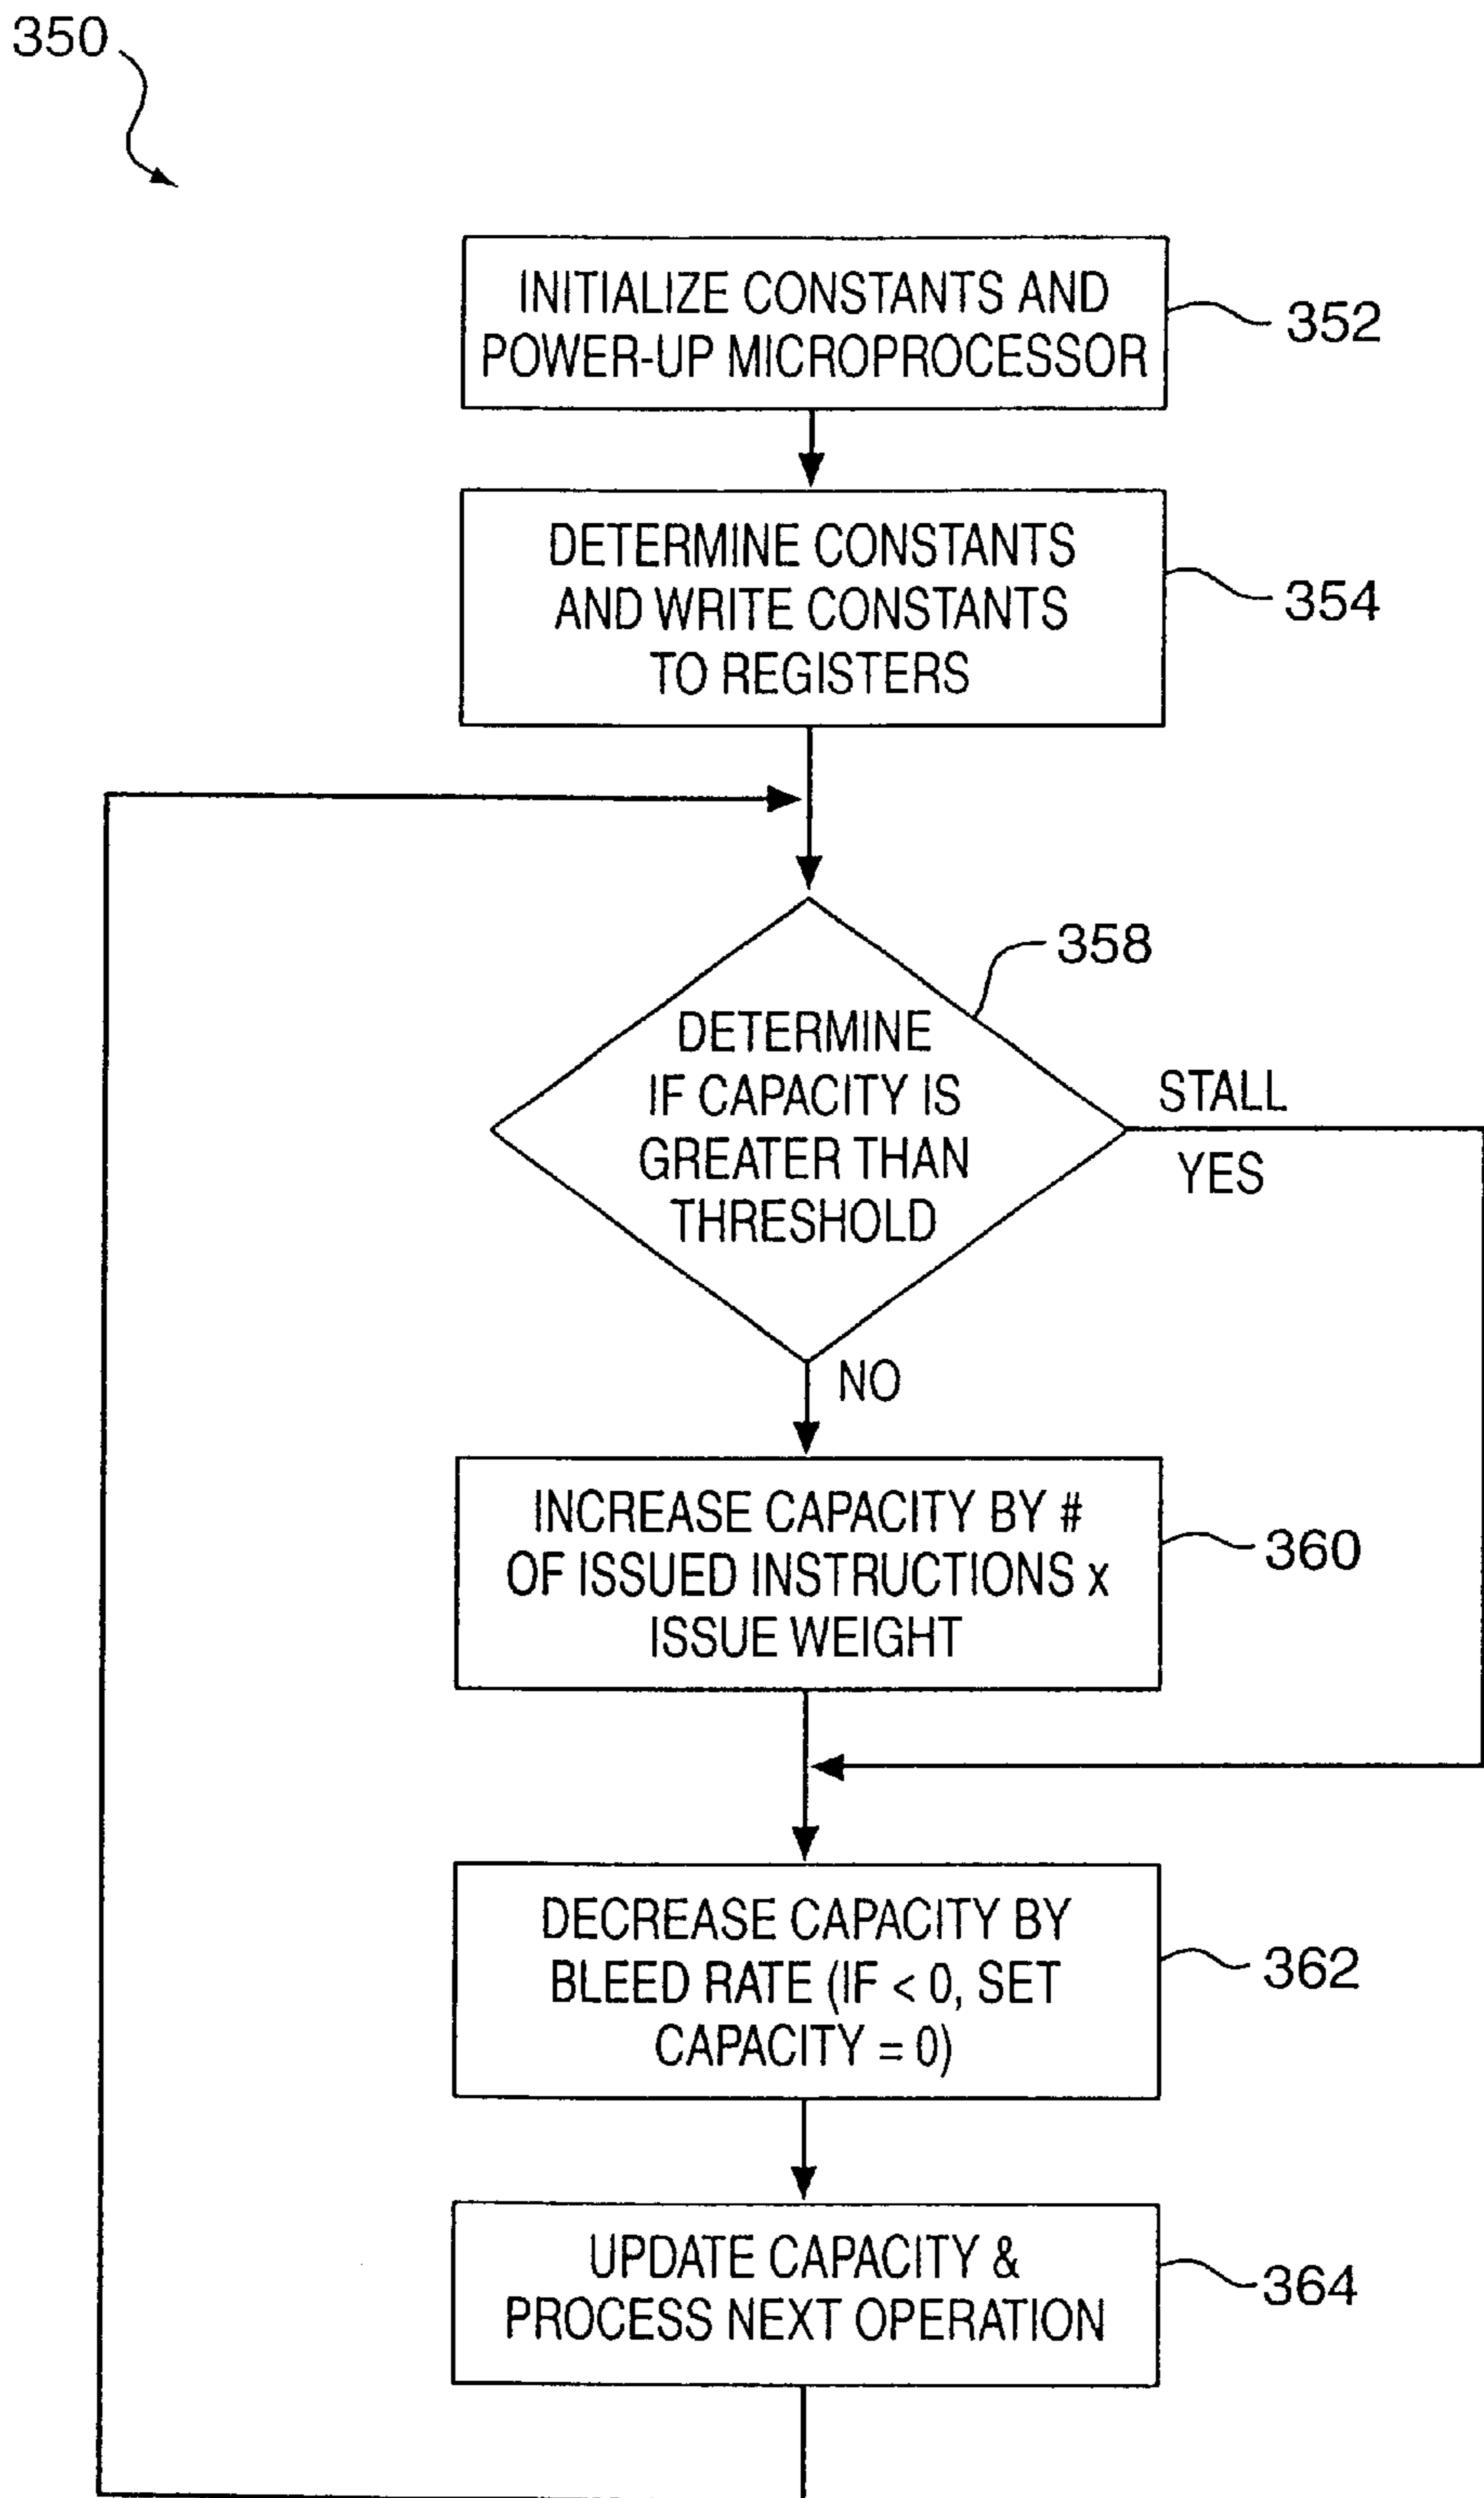 350
INITIALIZE CONSTANTS AND
POWER-UP MICROPROCESSOR
352
DETERMINE CONSTANTS
AND WRITE CONSTANTS
TO REGISTERS
354
358
DETERMINE
IF CAPACITY IS
GREATER THAN
THRESHOLD
STALL
YES
NO
INCREASE CAPACITY BY #
OF ISSUED INSTRUCTIONS x
ISSUE WEIGHT
360
DECREASE CAPACITY BY
BLEED RATE (IF < 0, SET
CAPACITY = 0)
362
UPDATE CAPACITY &
PROCESS NEXT OPERATION
364